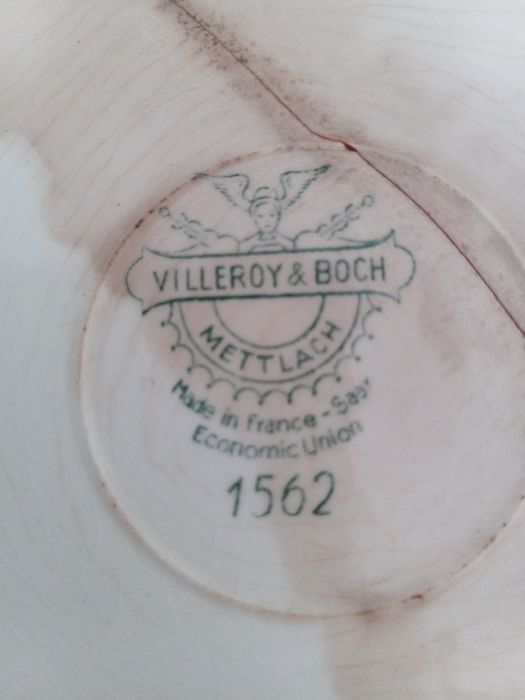 VILLEROY & BOCH
METTLACH
Made in France - Saar
Economic Union
1562